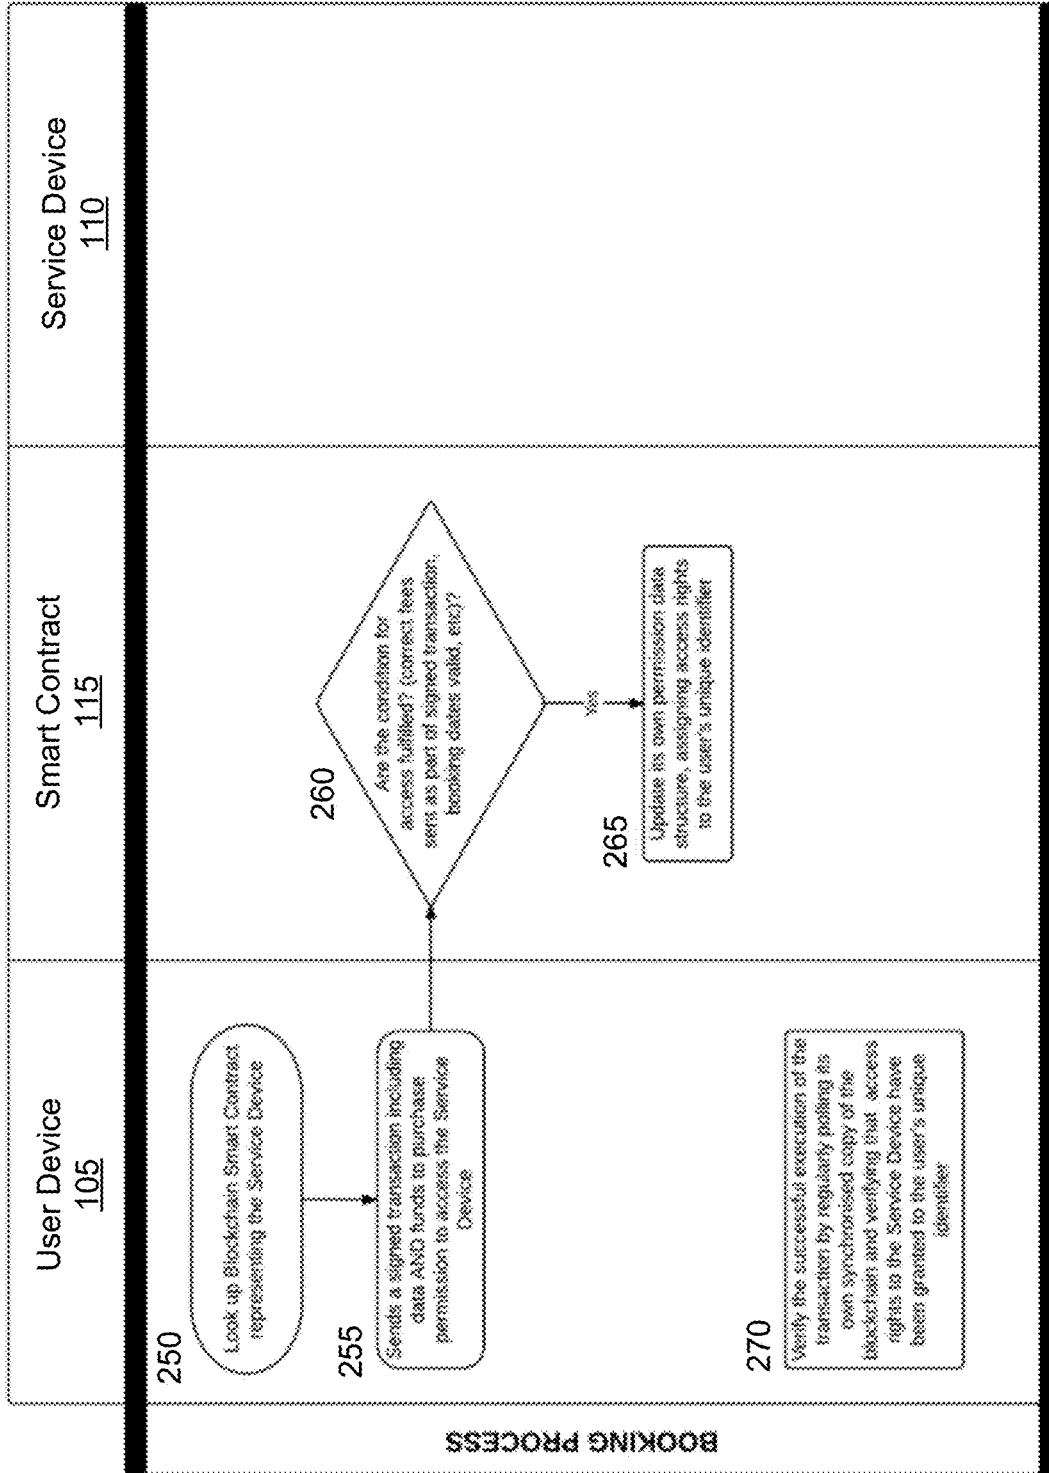 User Device
105
Smart Contract
115
Service Device
110
BOOKING PROCESS
250
Look up Blockchain Smart Contract
representing the Service Device
255
Sends a signed transaction including
data AND funds to purchase
permission to access the Service
Device
260
Are the condition for
access fulfilled? (correct fees
sent as part of signed transaction,
booking dates valid, etc)?
Yes
265
Update its own permission data
structure, assigning access rights
to the user's unique identifier
270
Verify the successful execution of the
transaction by regularly polling its
own synchronised copy of the
blockchain and verifying that access
rights to the Service Device have
been granted to the user's unique
identifier